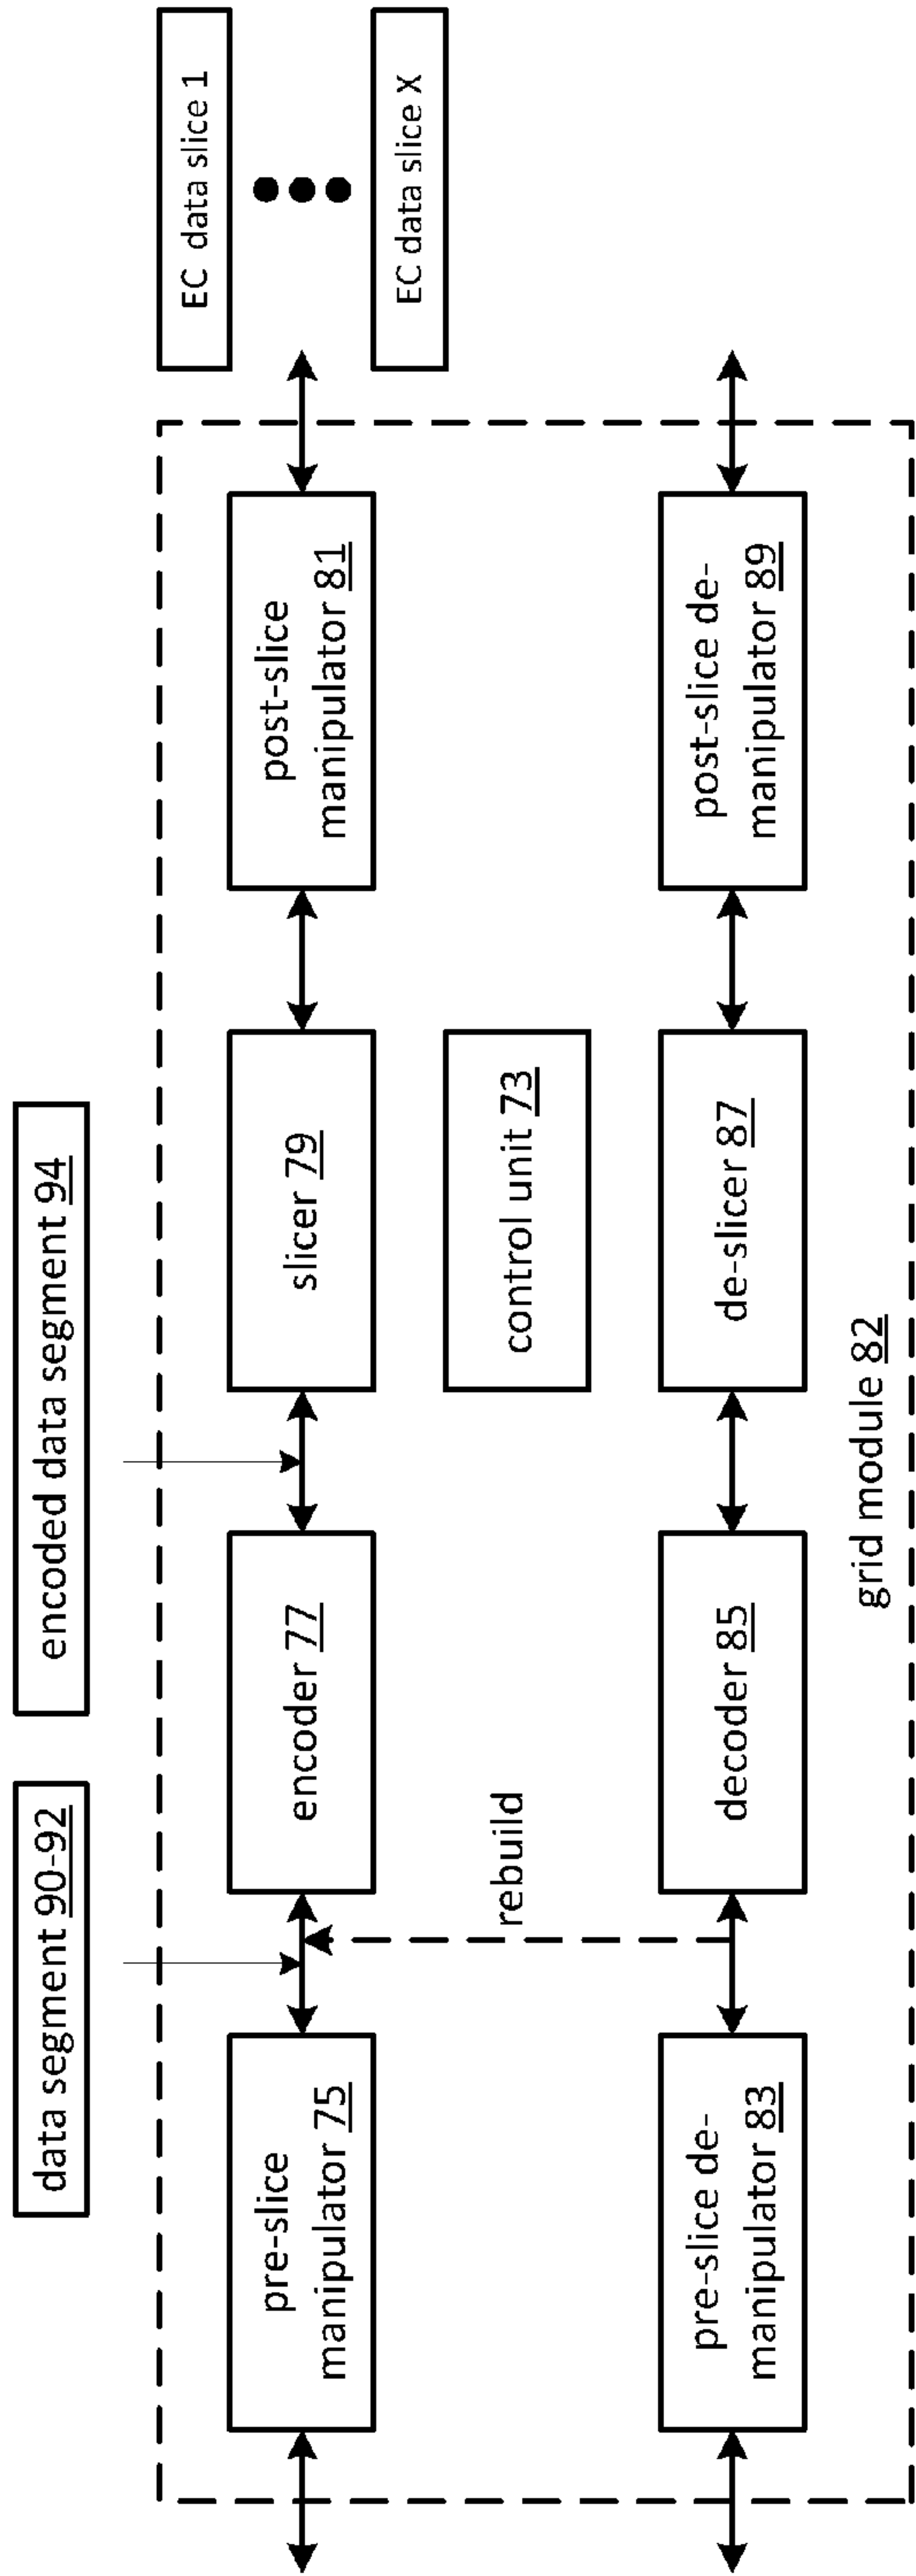 data segment 90-92
encoded data segment 94
EC data slice 1
EC data slice X
pre-slice
manipulator 75
encoder 77
slicer 79
post-slice
manipulator 81
rebuild
control unit 73
pre-slice de-
manipulator 83
decoder 85
de-slicer 87
post-slice de-
manipulator 89
grid module 82